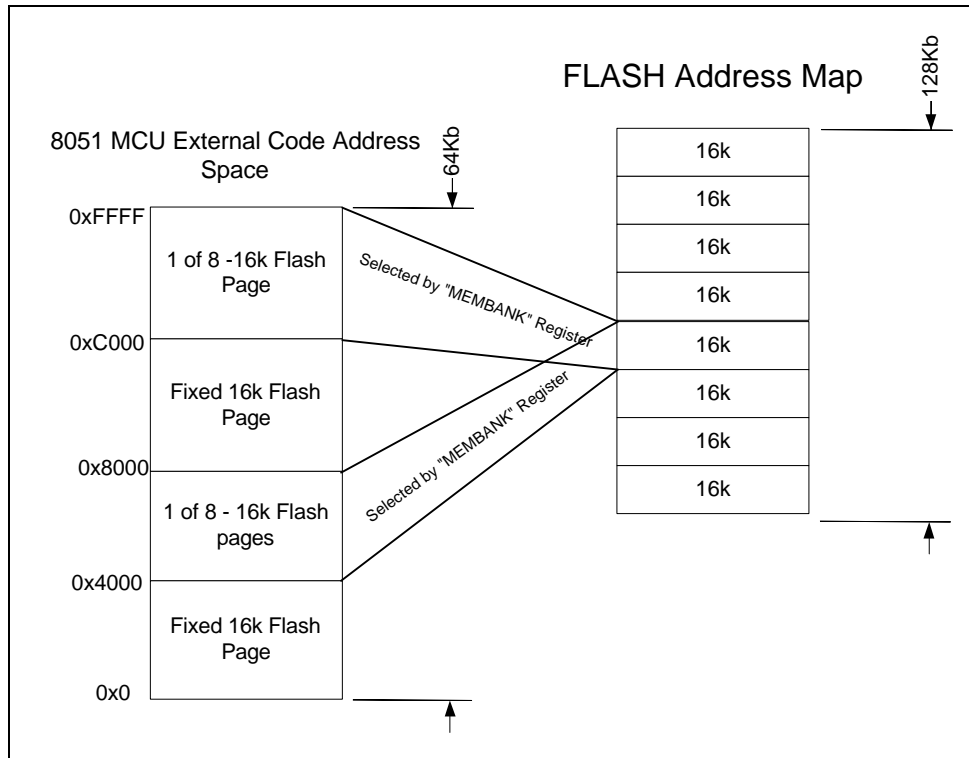 FLASH Address Map
128Kb
8051 MCU External Code Address
Space
64Kb
0xFFFF
1 of 8 -16k Flash
Page
0xC000
Fixed 16k Flash
Page
0x8000
1 of 8 - 16k Flash
pages
0x4000
Fixed 16k Flash
Page
0x0
Selected by "MEMBANK" Register
Selected by "MEMBANK" Register
16k
16k
16k
16k
16k
16k
16k
16k